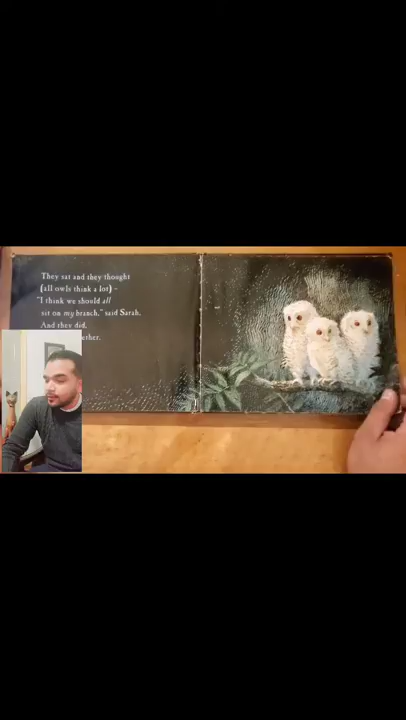 They sat and they thought
(all owls think a lot) –
"I think we should all
sit on my branch," said Sarah.
And they did.
ether.